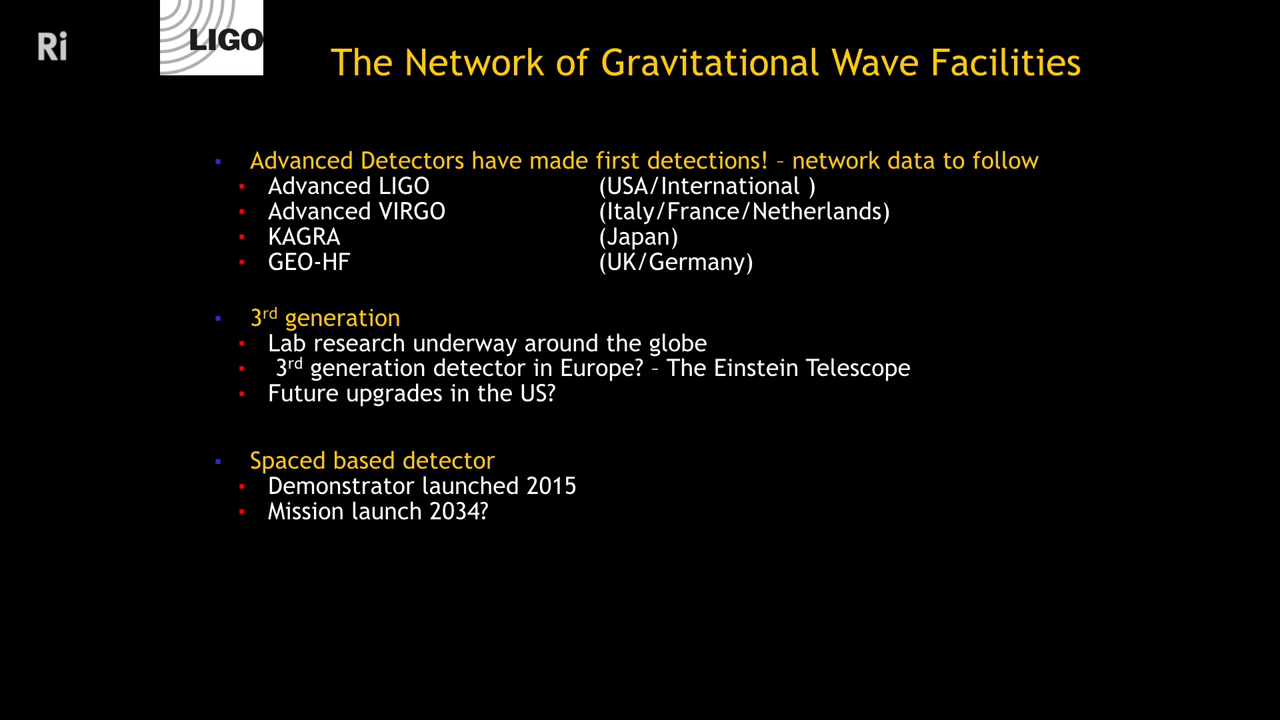 Ri
LIGO
The Network of Gravitational Wave Facilities
Advanced Detectors have made first detections! – network data to follow
Advanced LIGO (USA/International )
Advanced VIRGO (Italy/France/Netherlands)
KAGRA (Japan)
GEO-HF (UK/Germany)
3rd generation
Lab research underway around the globe
3rd generation detector in Europe? – The Einstein Telescope
Future upgrades in the US?
Spaced based detector
Demonstrator launched 2015
Mission launch 2034?